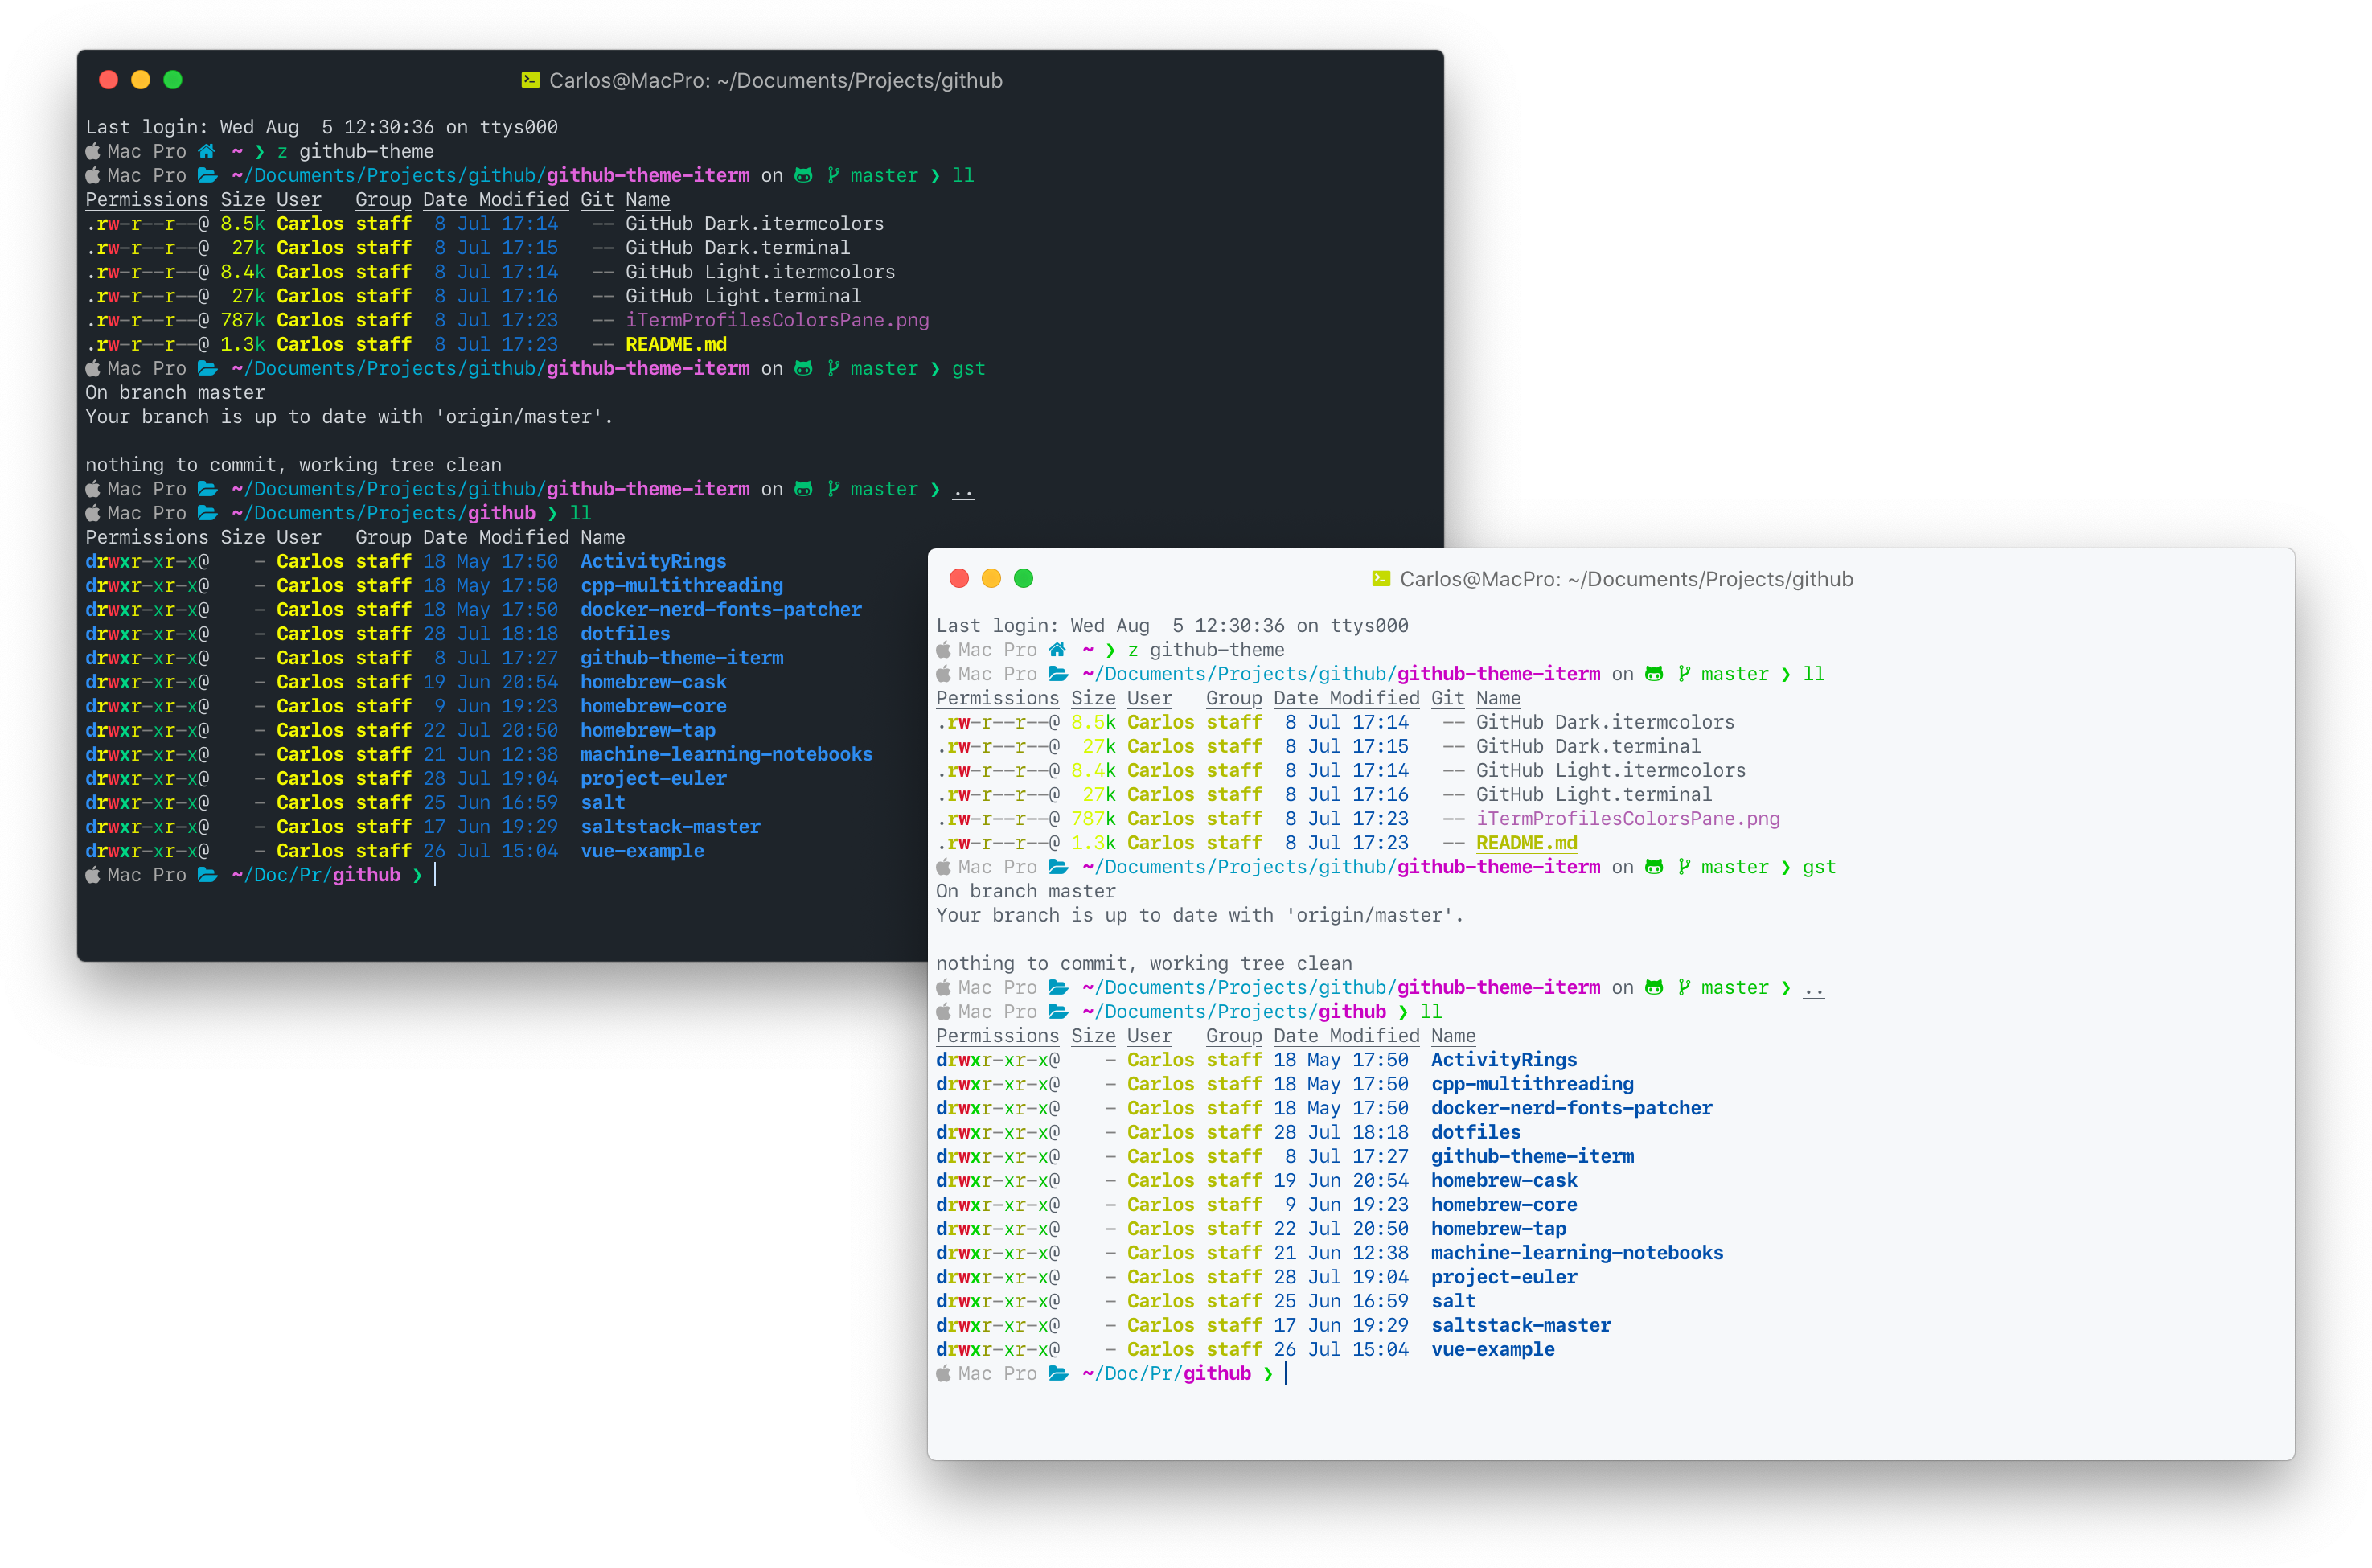 Carlos@MacPro: ~/Documents/Projects/github
Last login: Wed Aug  5 12:30:36 on ttys000
Mac Pro ~ ❯ z github-theme
Mac Pro ~/Documents/Projects/github/github-theme-iterm on master ❯ ll
Permissions Size User   Group Date Modified Git Name
.rw-r--r--@ 8.5k Carlos staff  8 Jul 17:14   -- GitHub Dark.itermcolors
.rw-r--r--@  27k Carlos staff  8 Jul 17:15   -- GitHub Dark.terminal
.rw-r--r--@ 8.4k Carlos staff  8 Jul 17:14   -- GitHub Light.itermcolors
.rw-r--r--@  27k Carlos staff  8 Jul 17:16   -- GitHub Light.terminal
.rw-r--r--@ 787k Carlos staff  8 Jul 17:23   -- iTermProfilesColorsPane.png
.rw-r--r--@ 1.3k Carlos staff  8 Jul 17:23   -- README.md
Mac Pro ~/Documents/Projects/github/github-theme-iterm on master ❯ gst
On branch master
Your branch is up to date with 'origin/master'.
nothing to commit, working tree clean
Mac Pro ~/Documents/Projects/github/github-theme-iterm on master ❯ ..
Mac Pro ~/Documents/Projects/github ❯ ll
Permissions Size User   Group Date Modified Name
drwxr-xr-x@    - Carlos staff 18 May 17:50  ActivityRings
drwxr-xr-x@    - Carlos staff 18 May 17:50  cpp-multithreading
drwxr-xr-x@    - Carlos staff 18 May 17:50  docker-nerd-fonts-patcher
drwxr-xr-x@    - Carlos staff 28 Jul 18:18  dotfiles
drwxr-xr-x@    - Carlos staff  8 Jul 17:27  github-theme-iterm
drwxr-xr-x@    - Carlos staff 19 Jun 20:54  homebrew-cask
drwxr-xr-x@    - Carlos staff  9 Jun 19:23  homebrew-core
drwxr-xr-x@    - Carlos staff 22 Jul 20:50  homebrew-tap
drwxr-xr-x@    - Carlos staff 21 Jun 12:38  machine-learning-notebooks
drwxr-xr-x@    - Carlos staff 28 Jul 19:04  project-euler
drwxr-xr-x@    - Carlos staff 25 Jun 16:59  salt
drwxr-xr-x@    - Carlos staff 17 Jun 19:29  saltstack-master
drwxr-xr-x@    - Carlos staff 26 Jul 15:04  vue-example
Mac Pro ~/Doc/Pr/github ❯
Carlos@MacPro: ~/Documents/Projects/github
Last login: Wed Aug  5 12:30:36 on ttys000
Mac Pro ~ ❯ z github-theme
Mac Pro ~/Documents/Projects/github/github-theme-iterm on master ❯ ll
Permissions Size User   Group Date Modified Git Name
.rw-r--r--@ 8.5k Carlos staff  8 Jul 17:14   -- GitHub Dark.itermcolors
.rw-r--r--@  27k Carlos staff  8 Jul 17:15   -- GitHub Dark.terminal
.rw-r--r--@ 8.4k Carlos staff  8 Jul 17:14   -- GitHub Light.itermcolors
.rw-r--r--@  27k Carlos staff  8 Jul 17:16   -- GitHub Light.terminal
.rw-r--r--@ 787k Carlos staff  8 Jul 17:23   -- iTermProfilesColorsPane.png
.rw-r--r--@ 1.3k Carlos staff  8 Jul 17:23   -- README.md
Mac Pro ~/Documents/Projects/github/github-theme-iterm on master ❯ gst
On branch master
Your branch is up to date with 'origin/master'.
nothing to commit, working tree clean
Mac Pro ~/Documents/Projects/github/github-theme-iterm on master ❯ ..
Mac Pro ~/Documents/Projects/github ❯ ll
Permissions Size User   Group Date Modified Name
drwxr-xr-x@    - Carlos staff 18 May 17:50  ActivityRings
drwxr-xr-x@    - Carlos staff 18 May 17:50  cpp-multithreading
drwxr-xr-x@    - Carlos staff 18 May 17:50  docker-nerd-fonts-patcher
drwxr-xr-x@    - Carlos staff 28 Jul 18:18  dotfiles
drwxr-xr-x@    - Carlos staff  8 Jul 17:27  github-theme-iterm
drwxr-xr-x@    - Carlos staff 19 Jun 20:54  homebrew-cask
drwxr-xr-x@    - Carlos staff  9 Jun 19:23  homebrew-core
drwxr-xr-x@    - Carlos staff 22 Jul 20:50  homebrew-tap
drwxr-xr-x@    - Carlos staff 21 Jun 12:38  machine-learning-notebooks
drwxr-xr-x@    - Carlos staff 28 Jul 19:04  project-euler
drwxr-xr-x@    - Carlos staff 25 Jun 16:59  salt
drwxr-xr-x@    - Carlos staff 17 Jun 19:29  saltstack-master
drwxr-xr-x@    - Carlos staff 26 Jul 15:04  vue-example
Mac Pro ~/Doc/Pr/github ❯